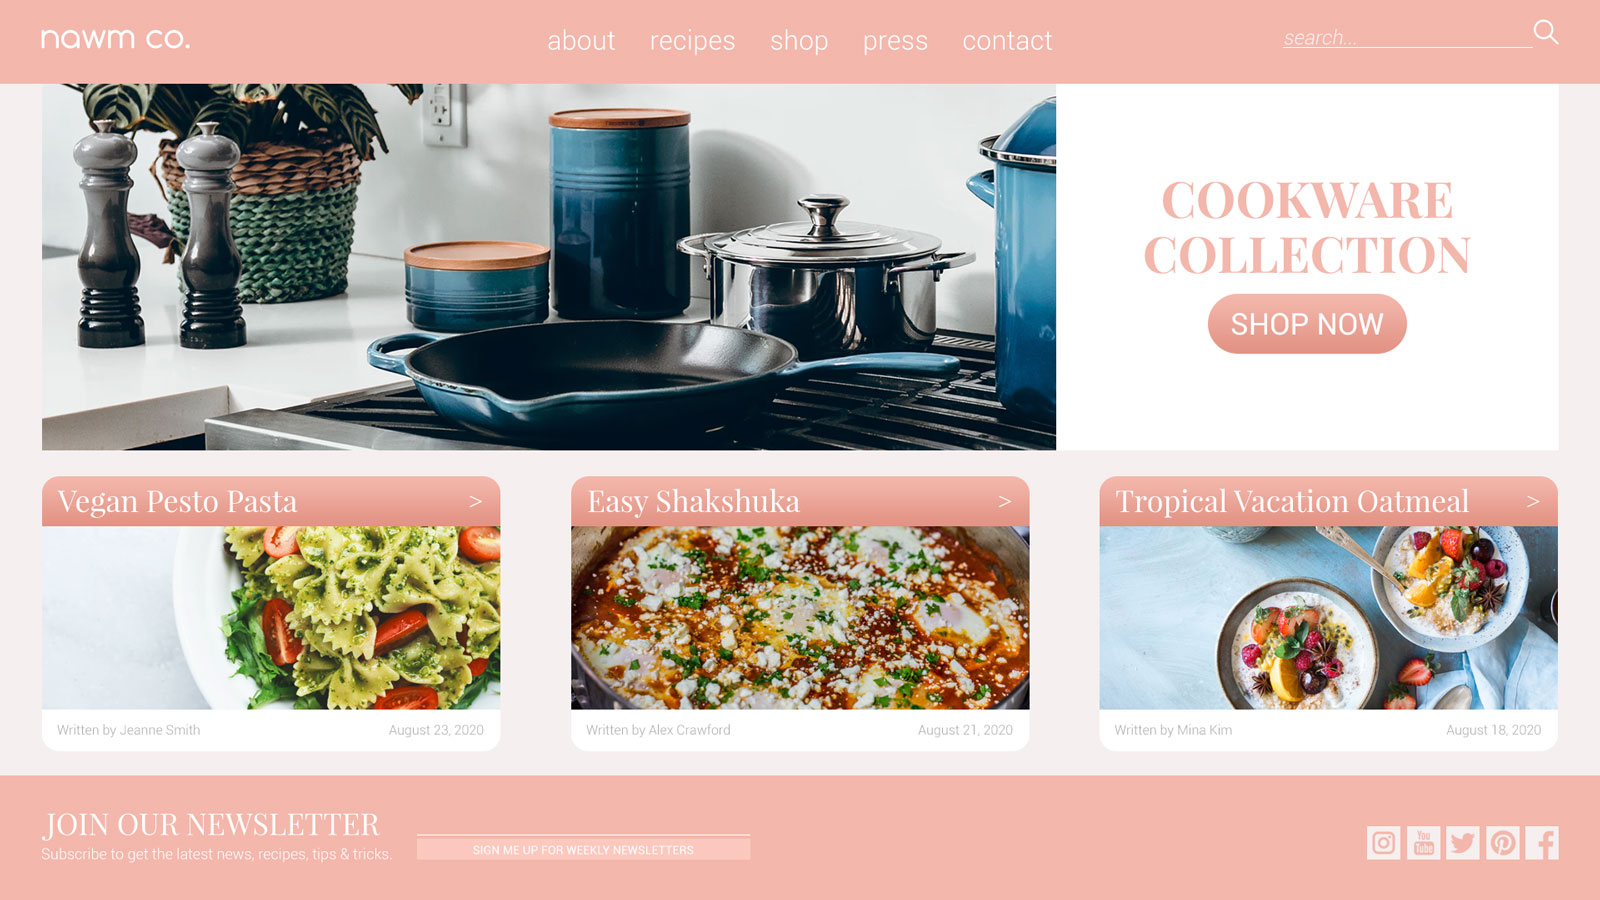 nawm co.
about recipes shop press contact
search...
COOKWARE
COLLECTION
SHOP NOW
Vegan Pesto Pasta >
Written by Jeanne Smith August 23, 2020
Easy Shakshuka >
Written by Alex Crawford August 21, 2020
Tropical Vacation Oatmeal >
Written by Mina Kim August 18, 2020
JOIN OUR NEWSLETTER
Subscribe to get the latest news, recipes, tips & tricks.
SIGN ME UP FOR WEEKLY NEWSLETTERS
You
Tube